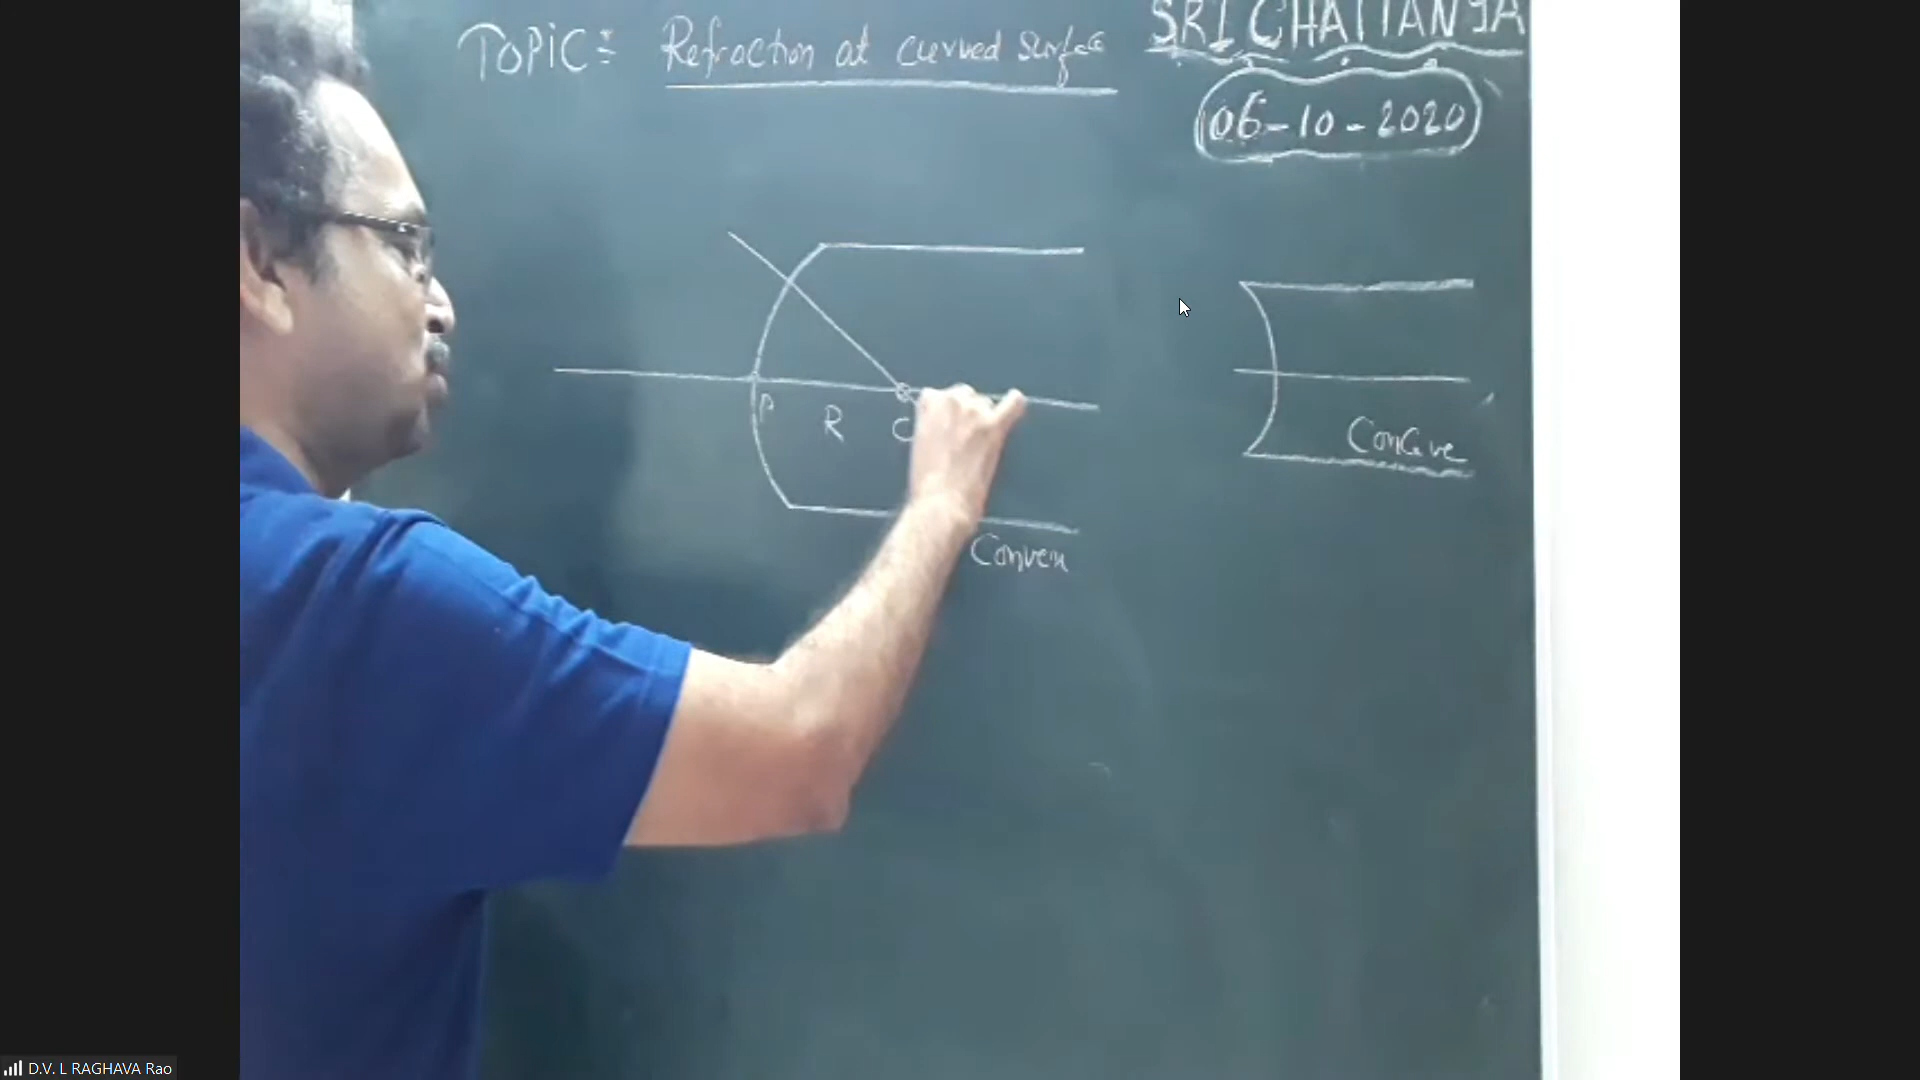 TOPIC:- Refraction at curved Surface
SRI CHAITANYA
06-10-2020
P
R
C
Convex
Concave
D.V. L RAGHAVA Rao